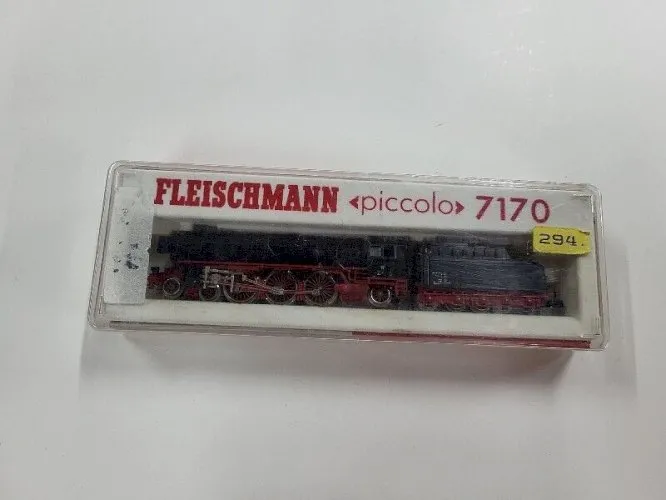 FLEISCHMANN «piccolo» 7170
294.